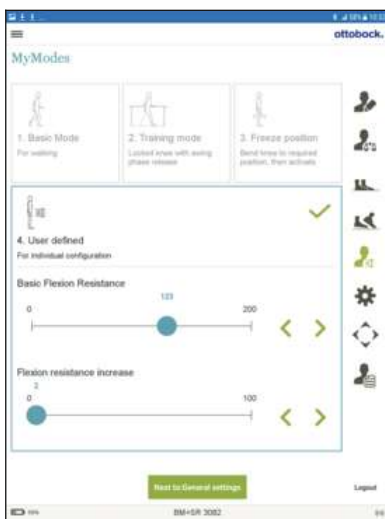 ottobock.
MyModes
1. Basic Mode
For walking
2. Training mode
Locked knee with swing
phase release
3. Freeze position
Bend knee to required
position, then activate
4. User defined
For individual configuration
Basic Flexion Resistance
123
0
200
Flexion resistance increase
2
0
100
Next to General settings
Logout
BM+SR 3082